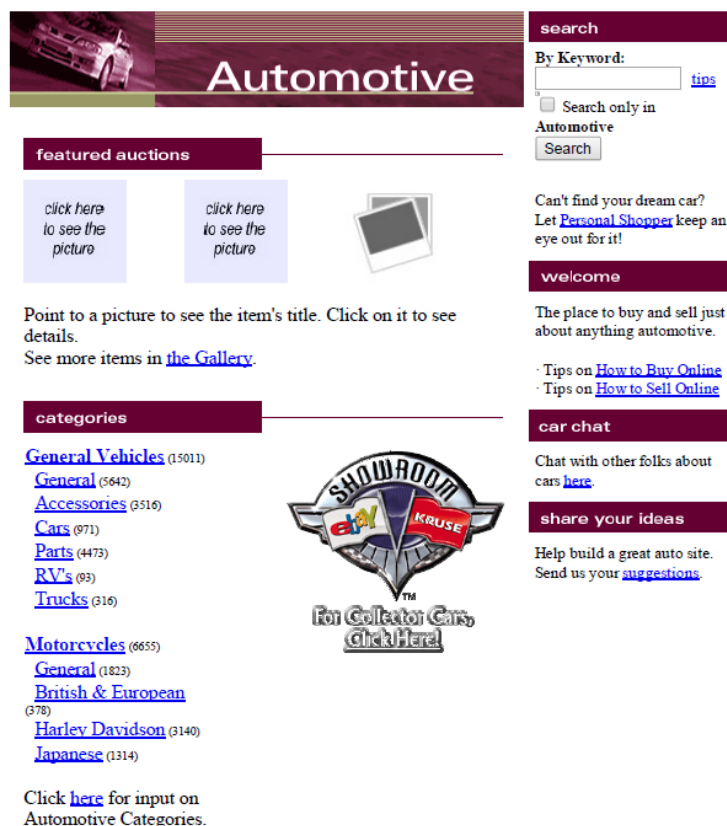 Automotive
featured auctions
click here
to see the
picture
click here
to see the
picture
Point to a picture to see the item's title. Click on it to see
details.
See more items in the Gallery.
categories
General Vehicles (15011)
General (5642)
Accessories (3516)
Cars (971)
Parts (4473)
RV's (93)
Trucks (316)
Motorcycles (6655)
General (1823)
British & European
(378)
Harley Davidson (3140)
Japanese (1314)
Click here for input on
Automotive Categories.
SHOWROOM
ebay
KRUSE
TM
For Collector Cars,
Click Here!
search
By Keyword:
tips
Search only in
Automotive
Search
Can't find your dream car?
Let Personal Shopper keep an
eye out for it!
welcome
The place to buy and sell just
about anything automotive.
· Tips on How to Buy Online
· Tips on How to Sell Online
car chat
Chat with other folks about
cars here.
share your ideas
Help build a great auto site.
Send us your suggestions.